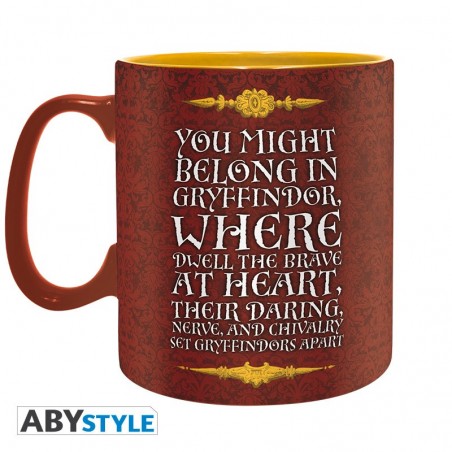 YOU MIGHT
BELONG IN
GRYFFINDOR,
WHERE
DWELL THE BRAVE
AT HEART,
THEIR DARING,
NERVE, AND CHIVALRY
SET GRYFFINDORS APART
ABYSTYLE